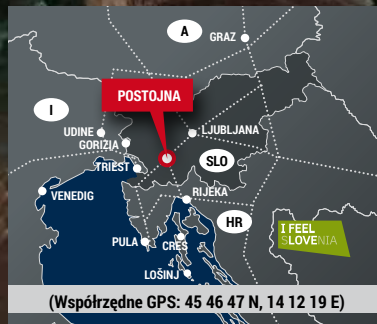 A
GRAZ
POSTOJNA
I
UDINE
LJUBLJANA
GORIZIA
SLO
TRIEST
VENEDIG
RIJEKA
HR
I FEEL
SLOVENIA
PULA
CRES
LOŠINJ
(Współrzędne GPS: 45 46 47 N, 14 12 19 E)